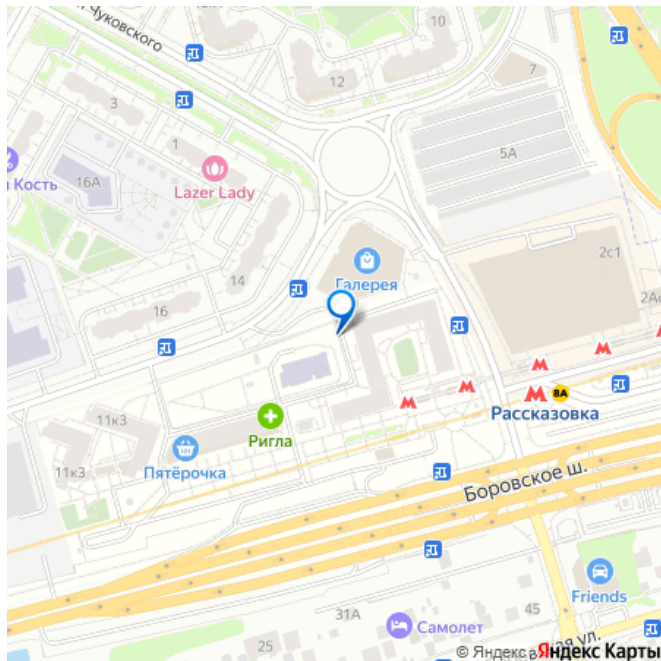 Чуковского
10
12
7
3
5А
1
16А
Кость
Lazer Lady
2с1
14
Галерея
16
8А
Рассказовка
11к3
Ригла
11к3
Пятёрочка
Боровское ш.
Friends
31А
45
Самолет
25
ул.
© Яндекс
Яндекс Карты